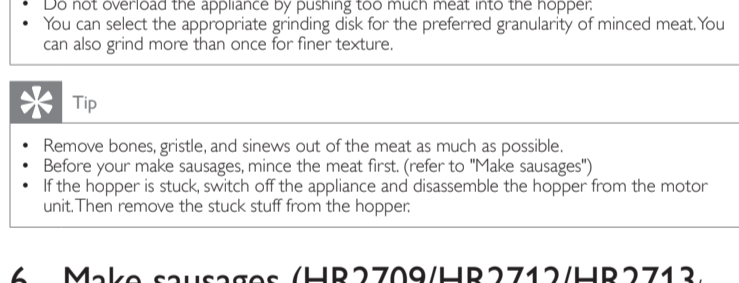 • Do not overload the appliance by pushing too much meat into the hopper.
• You can select the appropriate grinding disk for the preferred granularity of minced meat. You
can also grind more than once for finer texture.
Tip
• Remove bones, gristle, and sinews out of the meat as much as possible.
• Before your make sausages, mince the meat first. (refer to "Make sausages")
• If the hopper is stuck, switch off the appliance and disassemble the hopper from the motor
unit. Then remove the stuck stuff from the hopper.
6 Make sausages (HR2709/HR2712/HR2713,